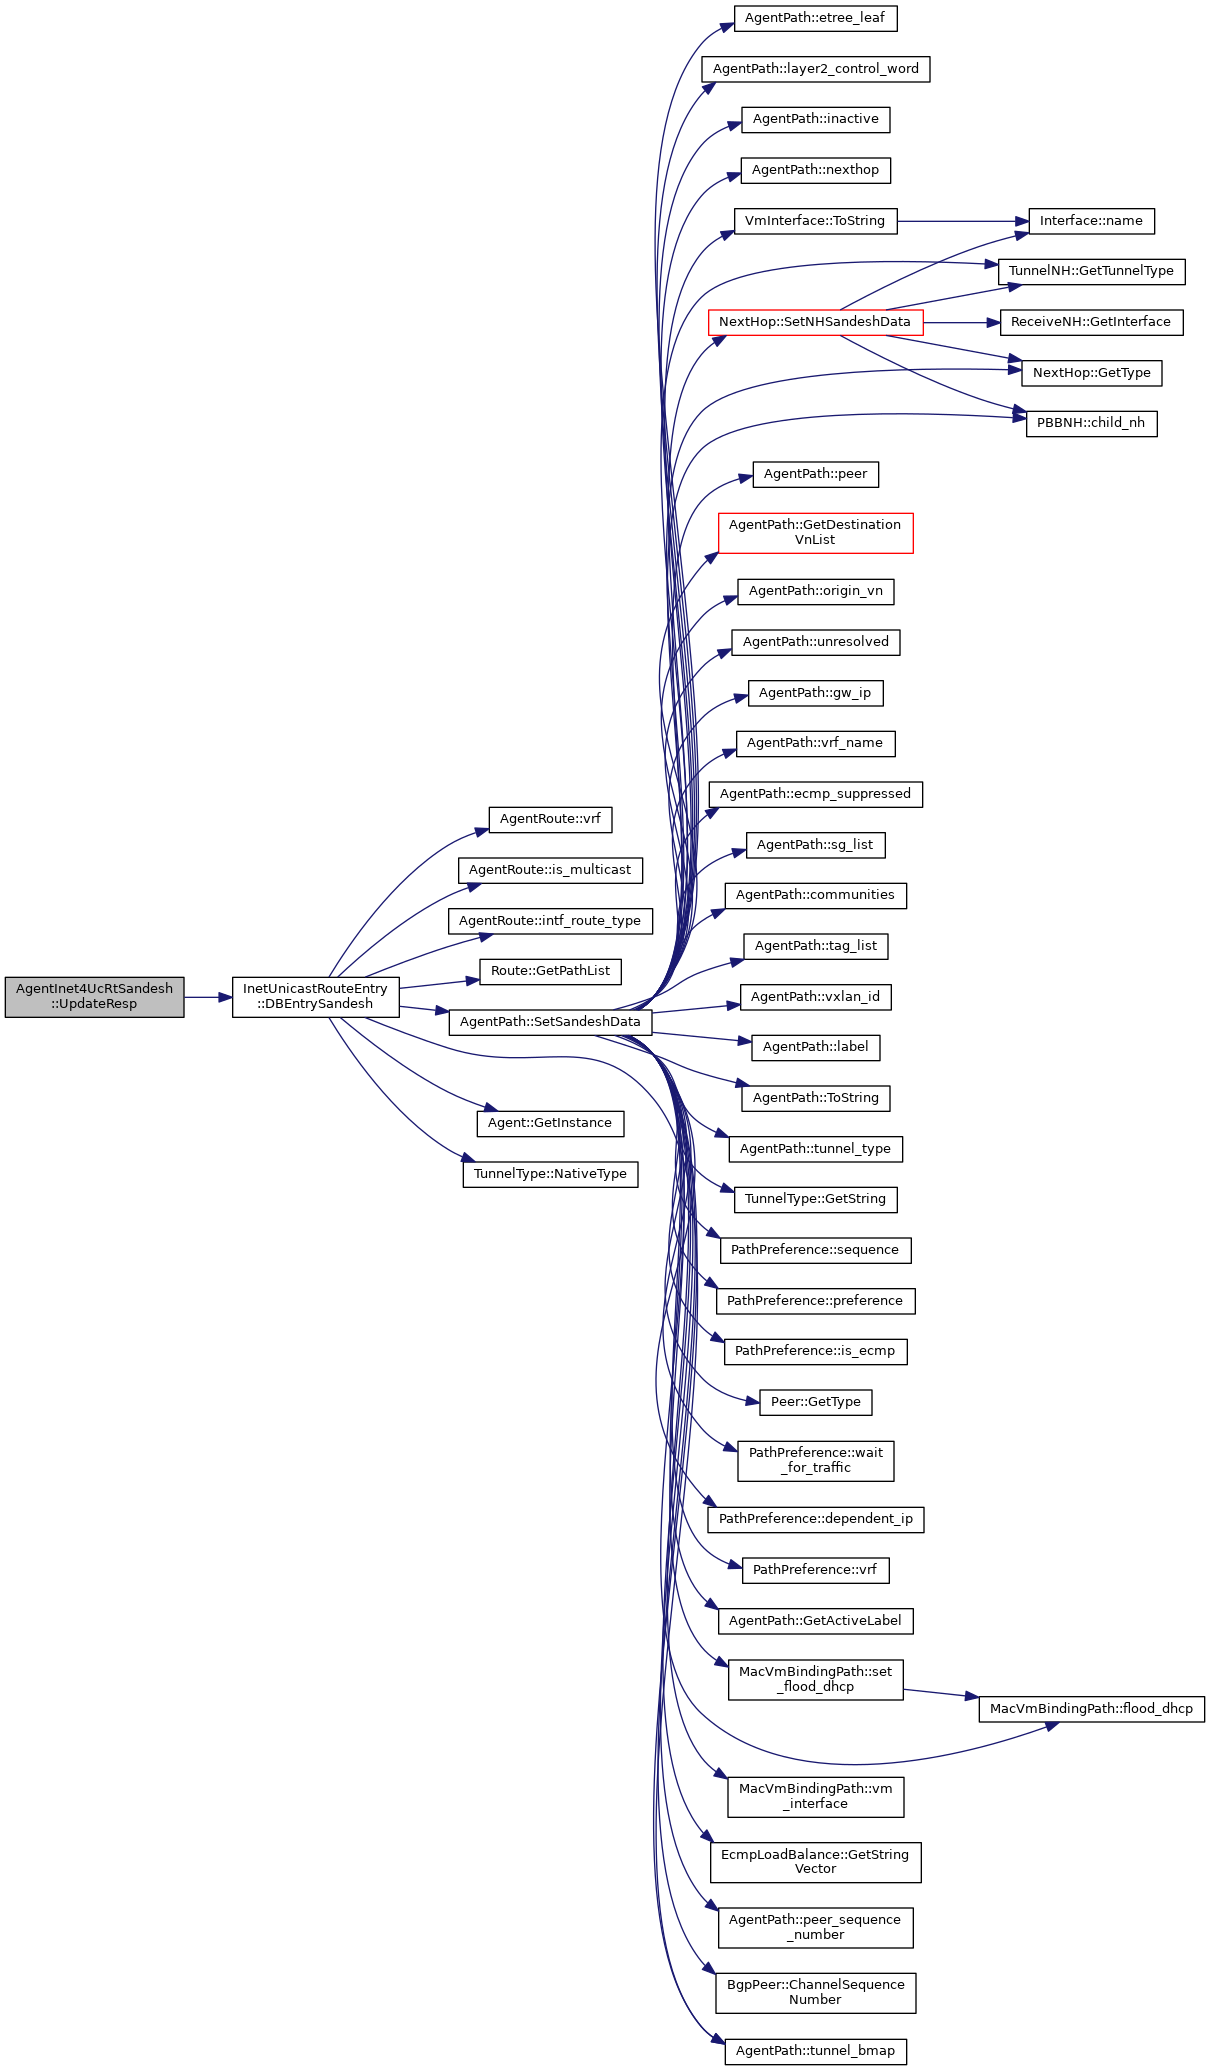 AgentPath::etree_leaf
AgentPath::layer2_control_word
AgentPath::inactive
AgentPath::nexthop
VmInterface::ToString
Interface::name
TunnelNH::GetTunnelType
NextHop::SetNHSandeshData
ReceiveNH::GetInterface
NextHop::GetType
PBBNH::child_nh
AgentPath::peer
AgentPath::GetDestination
VnList
AgentPath::origin_vn
AgentPath::unresolved
AgentPath::gw_ip
AgentPath::vrf_name
AgentPath::ecmp_suppressed
AgentRoute::vrf
AgentPath::sg_list
AgentRoute::is_multicast
AgentPath::communities
AgentRoute::intf_route_type
AgentPath::tag_list
Route::GetPathList
AgentInet4UcRtSandesh
::UpdateResp
InetUnicastRouteEntry
::DBEntrySandesh
AgentPath::vxlan_id
AgentPath::SetSandeshData
AgentPath::label
AgentPath::ToString
Agent::GetInstance
AgentPath::tunnel_type
TunnelType::NativeType
TunnelType::GetString
PathPreference::sequence
PathPreference::preference
PathPreference::is_ecmp
Peer::GetType
PathPreference::wait
_for_traffic
PathPreference::dependent_ip
PathPreference::vrf
AgentPath::GetActiveLabel
MacVmBindingPath::set
_flood_dhcp
MacVmBindingPath::flood_dhcp
MacVmBindingPath::vm
_interface
EcmpLoadBalance::GetString
Vector
AgentPath::peer_sequence
_number
BgpPeer::ChannelSequence
Number
AgentPath::tunnel_bmap